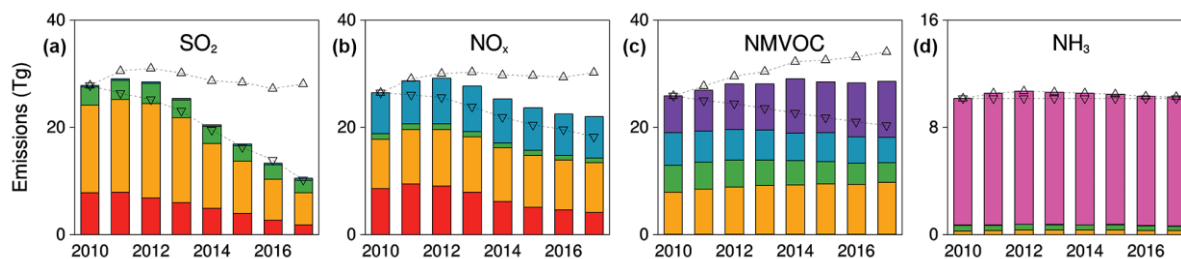 40 40 40 16
(a) SO₂ (b) NOₓ (c) NMVOC (d) NH₃
Emissions (Tg)
20 20 20 8
0 0 0 0
2010 2012 2014 2016 2010 2012 2014 2016 2010 2012 2014 2016 2010 2012 2014 2016